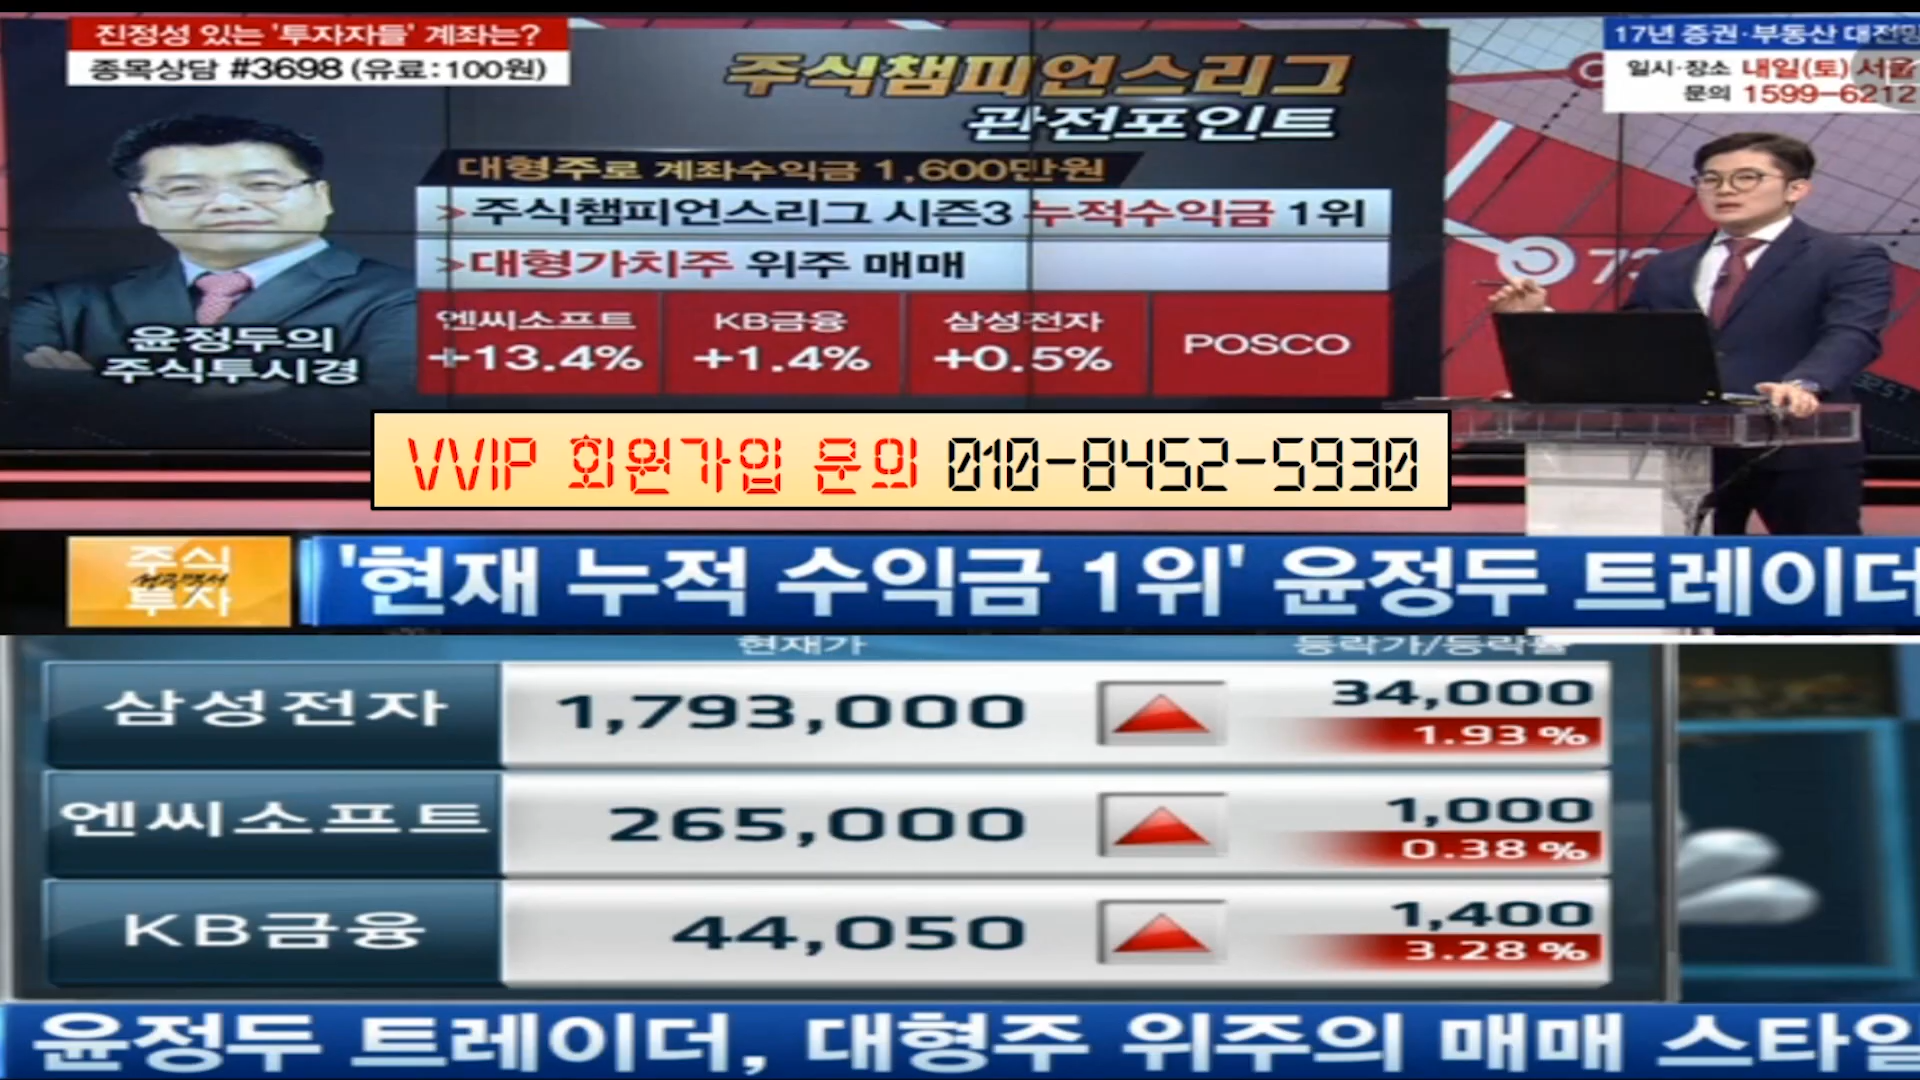 진정성 있는 '투자자들' 계좌는?
종목상담 #3698 (유료:100원)
17년 증권·부동산 대전망
일시·장소 내일(토) 서울
문의 1599-6212
주식챔피언스리그
관전포인트
대형주로 계좌수익금 1,600만원
>주식챔피언스리그 시즌3 누적수익금 1위
>대형가치주 위주 매매
윤정두의
주식투시경
엔씨소프트
+13.4%
KB금융
+1.4%
삼성전자
+0.5%
POSCO
73
3257
VVIP 회원가입 문의 010-8452-5930
주식
성공백서
투자
'현재 누적 수익금 1위' 윤정두 트레이더
현재가
등락가/등락률
삼성전자
1,793,000
34,000
1.93 %
엔씨소프트
265,000
1,000
0.38 %
KB금융
44,050
1,400
3.28 %
윤정두 트레이더, 대형주 위주의 매매 스타일